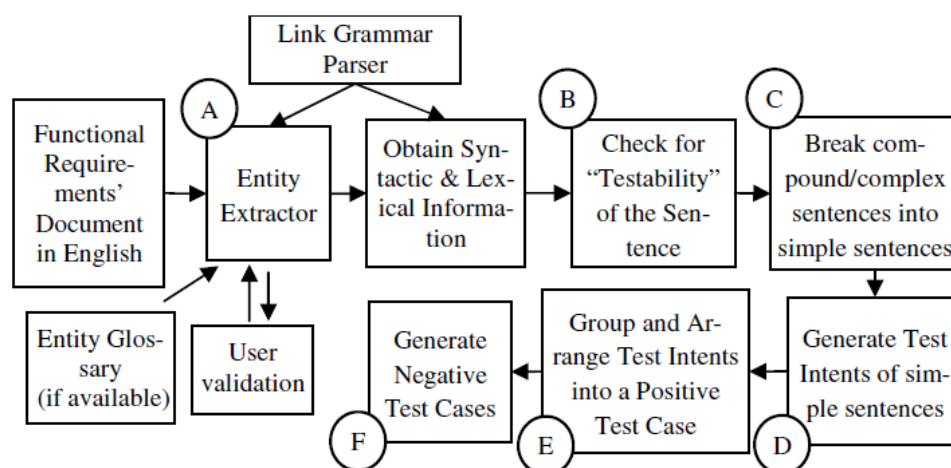 Link Grammar
Parser
A
Functional
Require-
ments’
Document
in English
Entity
Extractor
Obtain Syn-
tactic & Lex-
ical Informa-
tion
B
Check for
“Testability”
of the Sen-
tence
C
Break com-
pound/complex
sentences into
simple sentences
Entity Glos-
sary
(if available)
User
validation
Generate
Negative
Test Cases
F
Group and Ar-
range Test Intents
into a Positive
Test Case
E
Generate Test
Intents of sim-
ple sentences
D